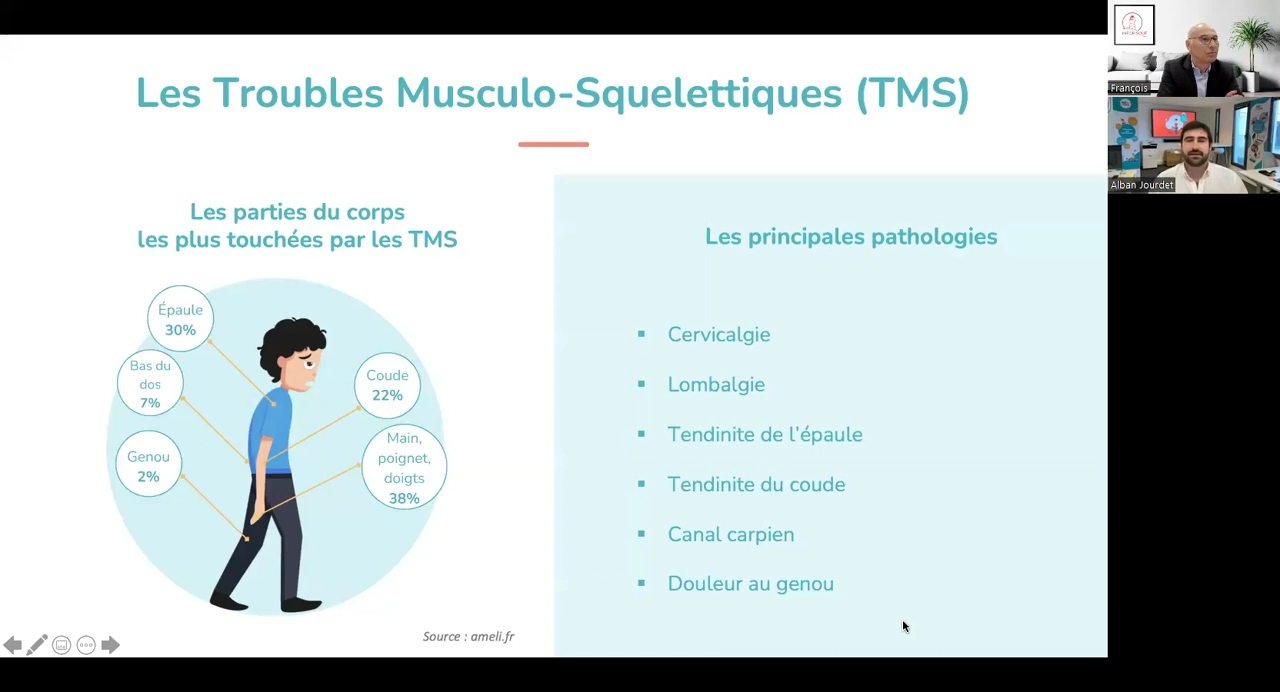 Les Troubles Musculo-Squelettiques (TMS)
Les parties du corps
les plus touchées par les TMS
Épaule
30%
Bas du
dos
7%
Genou
2%
Coude
22%
Main,
poignet,
doigts
38%
Source : ameli.fr
Les principales pathologies
Cervicalgie
Lombalgie
Tendinite de l’épaule
Tendinite du coude
Canal carpien
Douleur au genou
François
Alban Jourdet